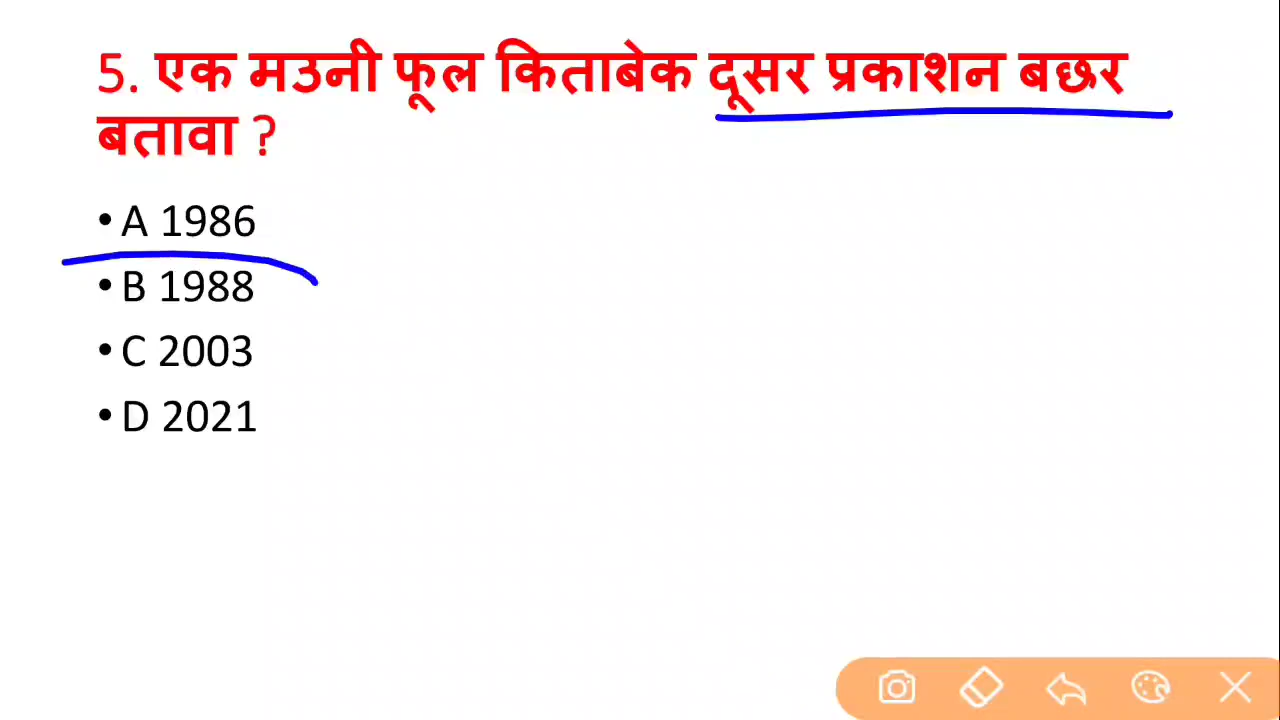 5. एक मउनी फूल किताबेक दूसर प्रकाशन बछर
बतावा ?
• A 1986
• B 1988
• C 2003
• D 2021